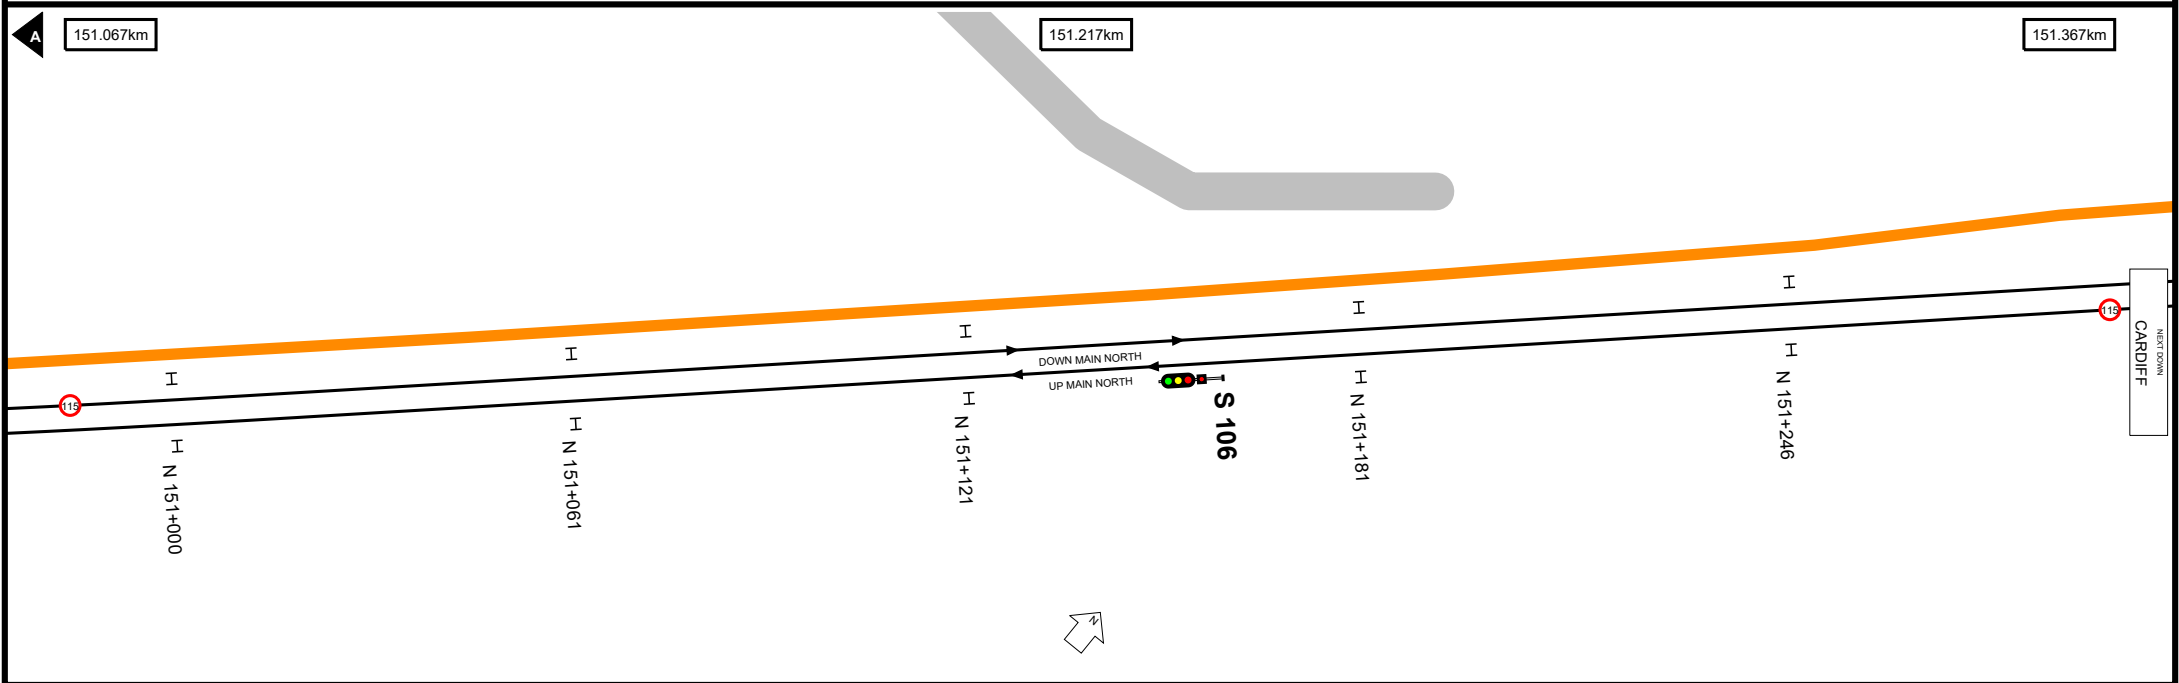 A
151.067km
151.217km
151.367km
NEXT DOWN
CARDIFF
115
115
DOWN MAIN NORTH
UP MAIN NORTH
S 106
N 151+000
N 151+061
N 151+121
N 151+181
N 151+246
N